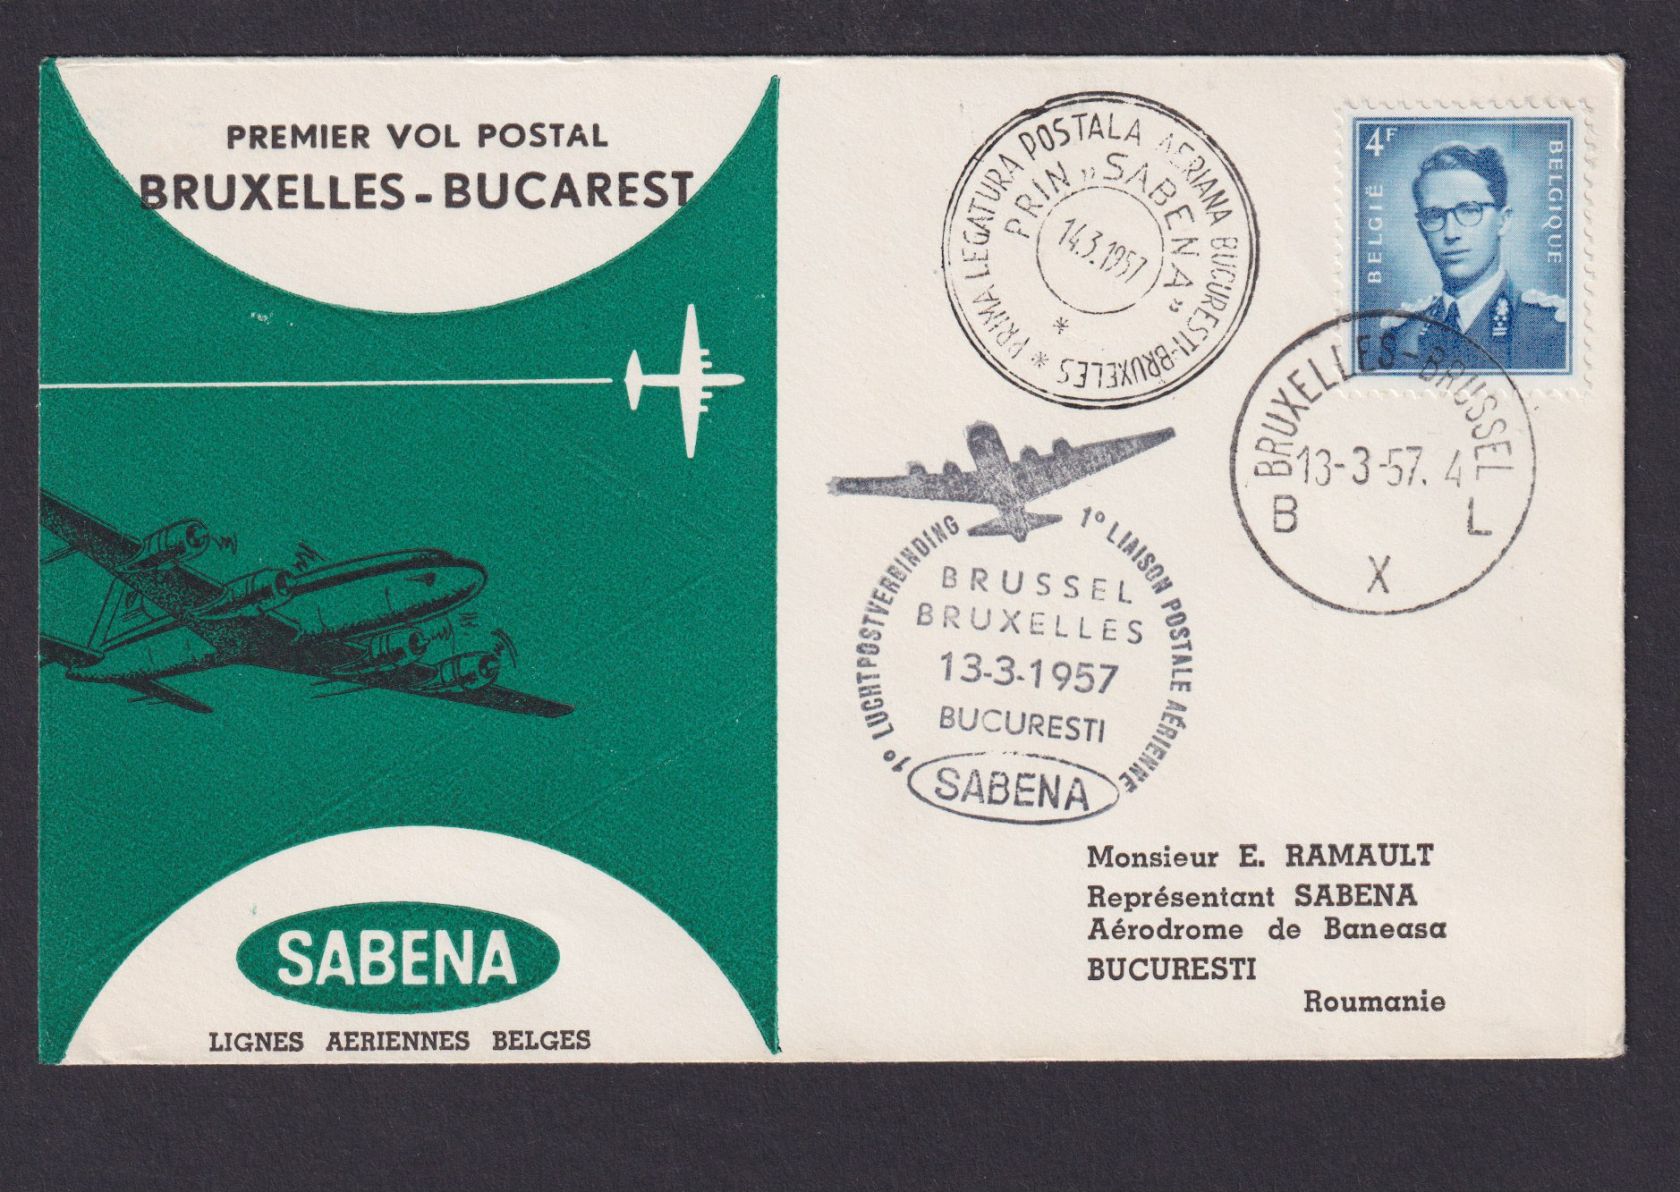 PREMIER VOL POSTAL
BRUXELLES-BUCAREST
SABENA
LIGNES AERIENNES BELGES
* PRIMA LEGATURA POSTALA AERIANA BUCURESTI-BRUXELLES *
PRIN „SABENA”
14.3.1957
4F
BELGIË
BELGIQUE
BRUXELLES-BRUSSEL
13-3-57. 4
B L
X
1º LUCHTPOSTVERBINDING
1º LIAISON POSTALE AÉRIENNE
BRUSSEL
BRUXELLES
13-3-1957
BUCURESTI
SABENA
Monsieur E. RAMAULT
Représentant SABENA
Aérodrome de Baneasa
BUCURESTI
Roumanie